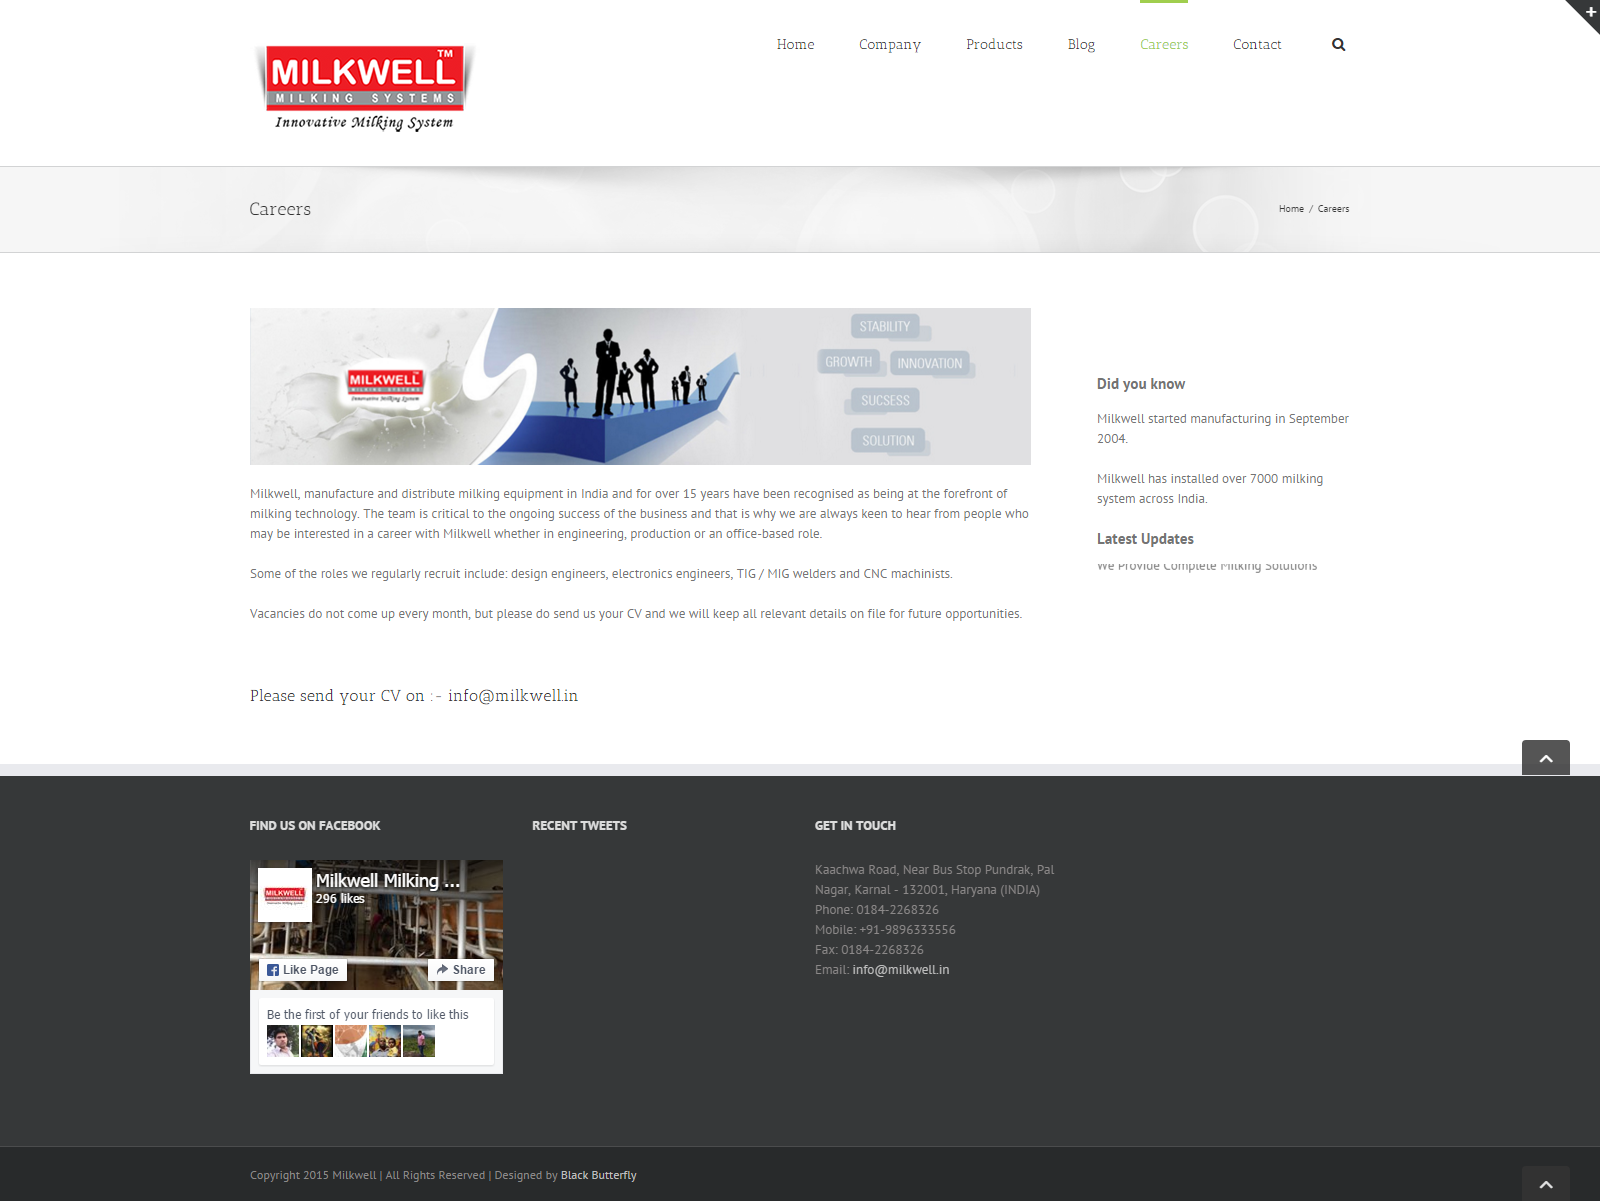 MILKWELL TM
MILKING SYSTEMS
Innovative Milking System
Home Company Products Blog Careers Contact
Careers
Home / Careers
MILKWELL TM
MILKING SYSTEMS
Innovative Milking System
STABILITY
GROWTH INNOVATION
SUCSESS
SOLUTION
Milkwell, manufacture and distribute milking equipment in India and for over 15 years have been recognised as being at the forefront of
milking technology. The team is critical to the ongoing success of the business and that is why we are always keen to hear from people who
may be interested in a career with Milkwell whether in engineering, production or an office-based role.
Some of the roles we regularly recruit include: design engineers, electronics engineers, TIG / MIG welders and CNC machinists.
Vacancies do not come up every month, but please do send us your CV and we will keep all relevant details on file for future opportunities.
Please send your CV on :- info@milkwell.in
Did you know
Milkwell started manufacturing in September
2004.
Milkwell has installed over 7000 milking
system across India.
Latest Updates
We Provide Complete Milking Solutions
FIND US ON FACEBOOK
MILKWELL
Milkwell Milking ...
296 likes
Like Page
Share
Be the first of your friends to like this
RECENT TWEETS
GET IN TOUCH
Kaachwa Road, Near Bus Stop Pundrak, Pal
Nagar, Karnal - 132001, Haryana (INDIA)
Phone: 0184-2268326
Mobile: +91-9896333556
Fax: 0184-2268326
Email: info@milkwell.in
Copyright 2015 Milkwell | All Rights Reserved | Designed by Black Butterfly